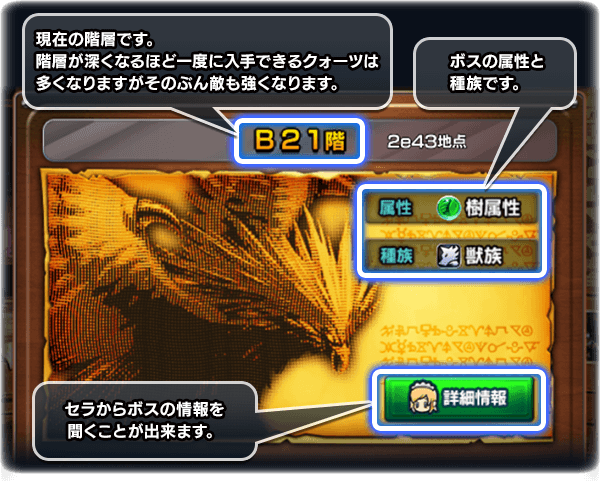 現在の階層です。
階層が深くなるほど一度に入手できるクォーツは
多くなりますがそのぶん敵も強くなります。
ボスの属性と
種族です。
B21階
2e43地点
属性 樹属性
種族 獣族
セラからボスの情報を
聞くことが出来ます。
詳細情報